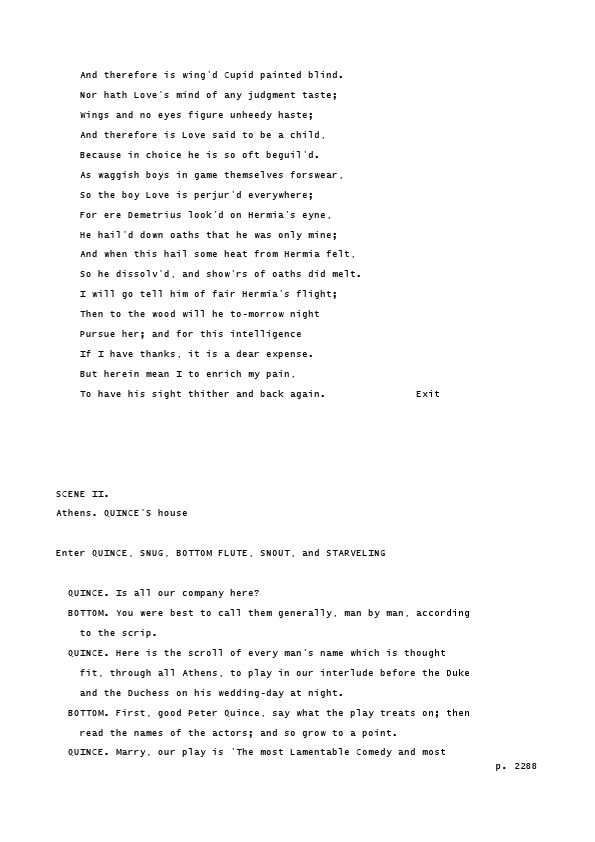 And therefore is wing'd Cupid painted blind.
Nor hath Love's mind of any judgment taste;
Wings and no eyes figure unheedy haste;
And therefore is Love said to be a child,
Because in choice he is so oft beguil'd.
As waggish boys in game themselves forswear,
So the boy Love is perjur'd everywhere;
For ere Demetrius look'd on Hermia's eyne,
He hail'd down oaths that he was only mine;
And when this hail some heat from Hermia felt,
So he dissolv'd, and show'rs of oaths did melt.
I will go tell him of fair Hermia's flight;
Then to the wood will he to-morrow night
Pursue her; and for this intelligence
If I have thanks, it is a dear expense.
But herein mean I to enrich my pain,
To have his sight thither and back again. Exit
SCENE II.
Athens. QUINCE'S house
Enter QUINCE, SNUG, BOTTOM FLUTE, SNOUT, and STARVELING
QUINCE. Is all our company here?
BOTTOM. You were best to call them generally, man by man, according
to the scrip.
QUINCE. Here is the scroll of every man's name which is thought
fit, through all Athens, to play in our interlude before the Duke
and the Duchess on his wedding-day at night.
BOTTOM. First, good Peter Quince, say what the play treats on; then
read the names of the actors; and so grow to a point.
QUINCE. Marry, our play is 'The most Lamentable Comedy and most
p. 2288